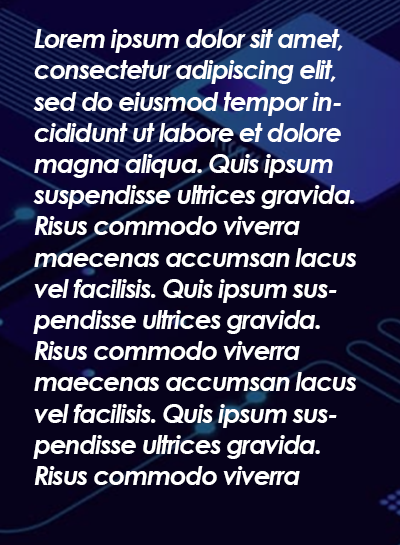 Lorem ipsum dolor sit amet,
consectetur adipiscing elit,
sed do eiusmod tempor in-
cididunt ut labore et dolore
magna aliqua. Quis ipsum
suspendisse ultrices gravida.
Risus commodo viverra
maecenas accumsan lacus
vel facilisis. Quis ipsum sus-
pendisse ultrices gravida.
Risus commodo viverra
maecenas accumsan lacus
vel facilisis. Quis ipsum sus-
pendisse ultrices gravida.
Risus commodo viverra